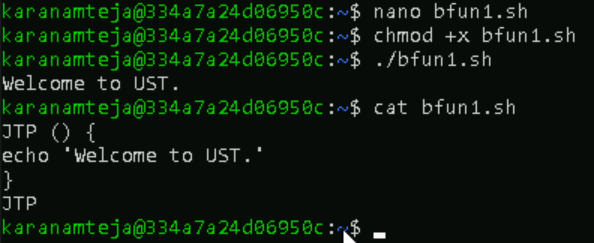 karanamteja@334a7a24d06950c:~$ nano bfun1.sh
karanamteja@334a7a24d06950c:~$ chmod +x bfun1.sh
karanamteja@334a7a24d06950c:~$ ./bfun1.sh
Welcome to UST.
karanamteja@334a7a24d06950c:~$ cat bfun1.sh
JTP () {
echo 'Welcome to UST.'
}
JTP
karanamteja@334a7a24d06950c:~$